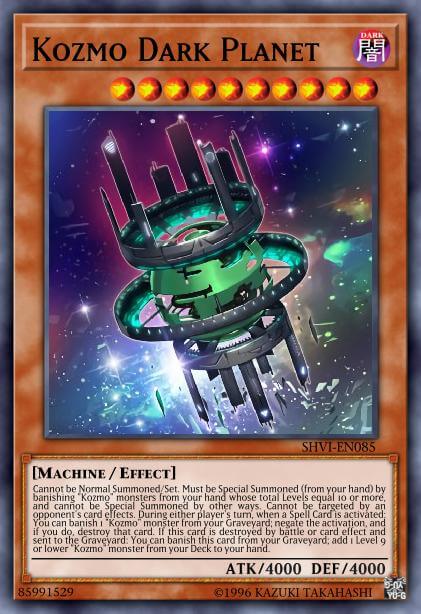 Kozmo Dark Planet
DARK
闇
SHVI-EN085
[Machine / Effect]
Cannot be Normal Summoned/Set. Must be Special Summoned (from your hand) by
banishing "Kozmo" monsters from your hand whose total Levels equal 10 or more,
and cannot be Special Summoned by other ways. Cannot be targeted by an
opponent's card effects. During either player's turn, when a Spell Card is activated:
You can banish 1 "Kozmo" monster from your Graveyard; negate the activation, and
if you do, destroy that card. If this card is destroyed by battle or card effect and
sent to the Graveyard: You can banish this card from your Graveyard; add 1 Level 9
or lower "Kozmo" monster from your Deck to your hand.
ATK/4000 DEF/4000
85991529
©1996 KAZUKI TAKAHASHI